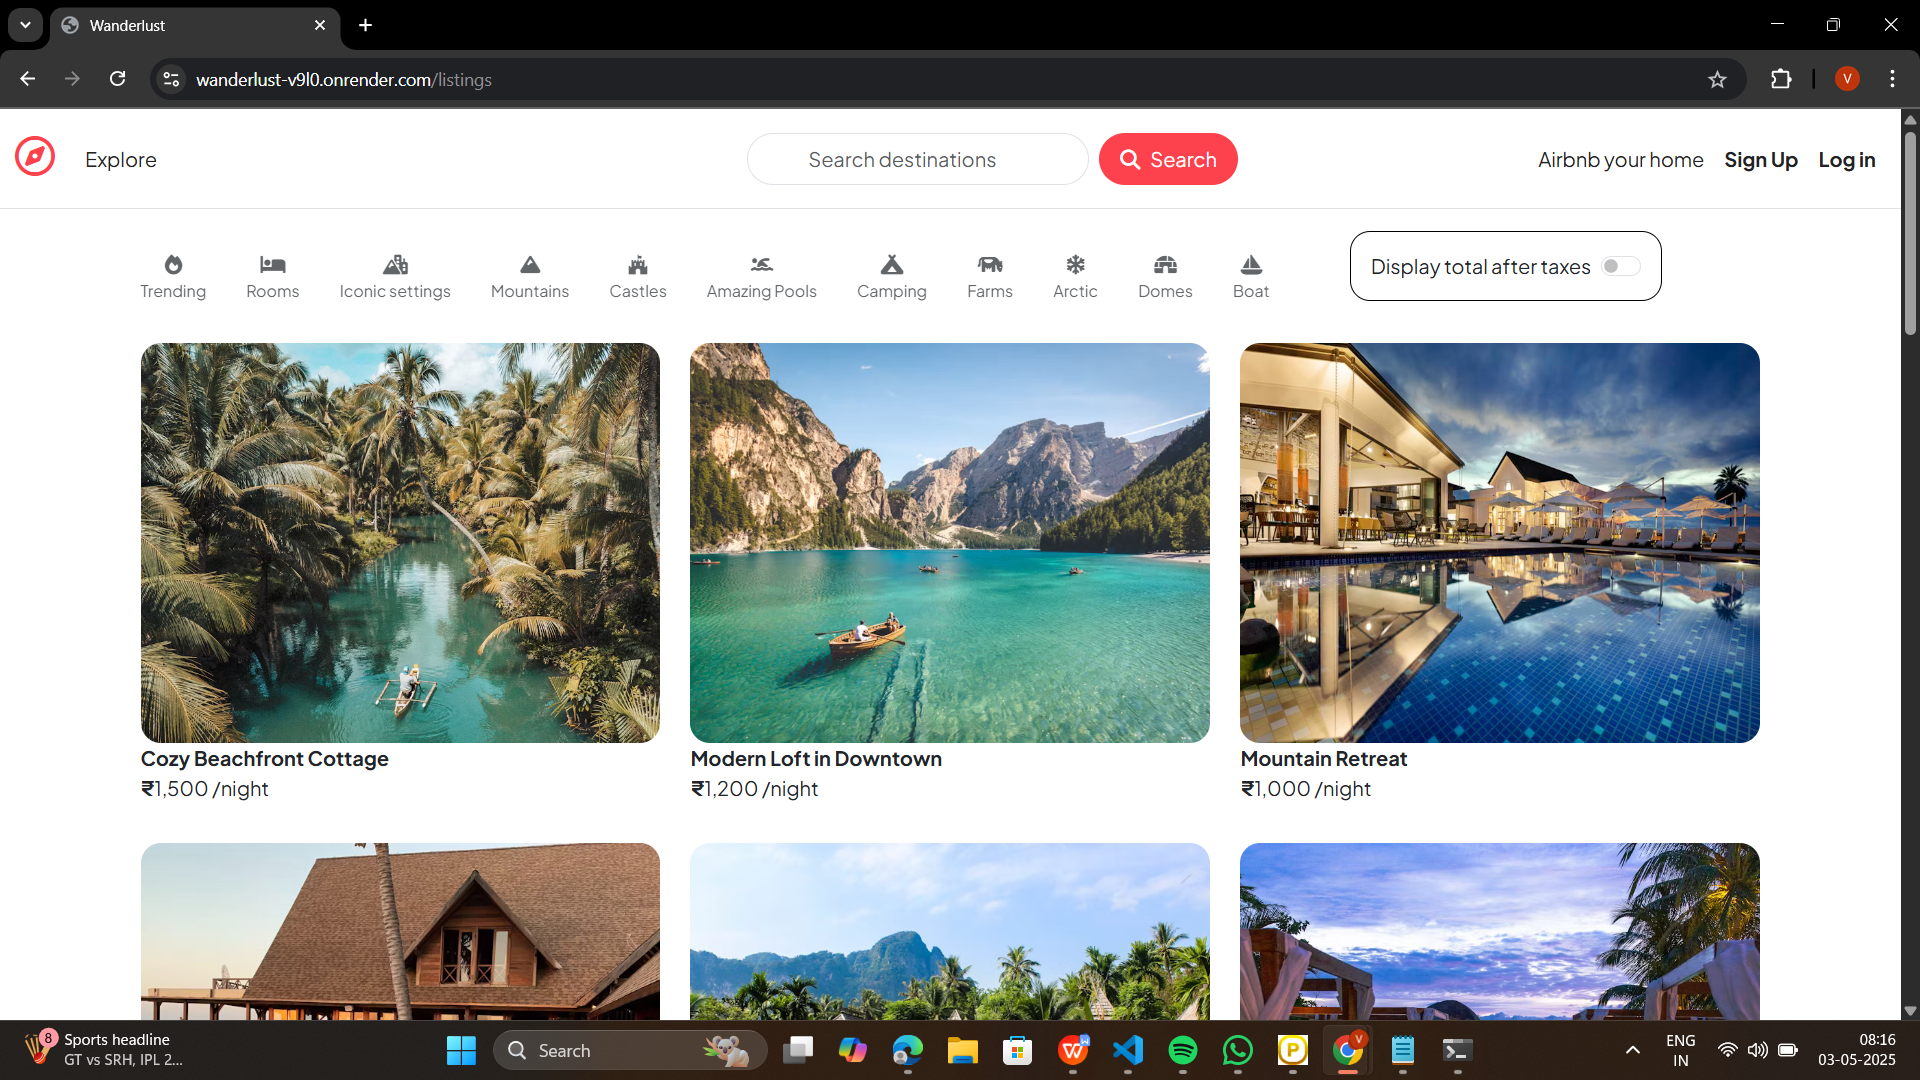 Wanderlust
wanderlust-v9l0.onrender.com/listings
V
Explore
Search destinations
Search
Airbnb your home
Sign Up
Log in
Trending
Rooms
Iconic settings
Mountains
Castles
Amazing Pools
Camping
Farms
Arctic
Domes
Boat
Display total after taxes
Cozy Beachfront Cottage
₹1,500 /night
Modern Loft in Downtown
₹1,200 /night
Mountain Retreat
₹1,000 /night
8
Sports headline
GT vs SRH, IPL 2...
Search
W
P
V
ENG
IN
08:16
03-05-2025